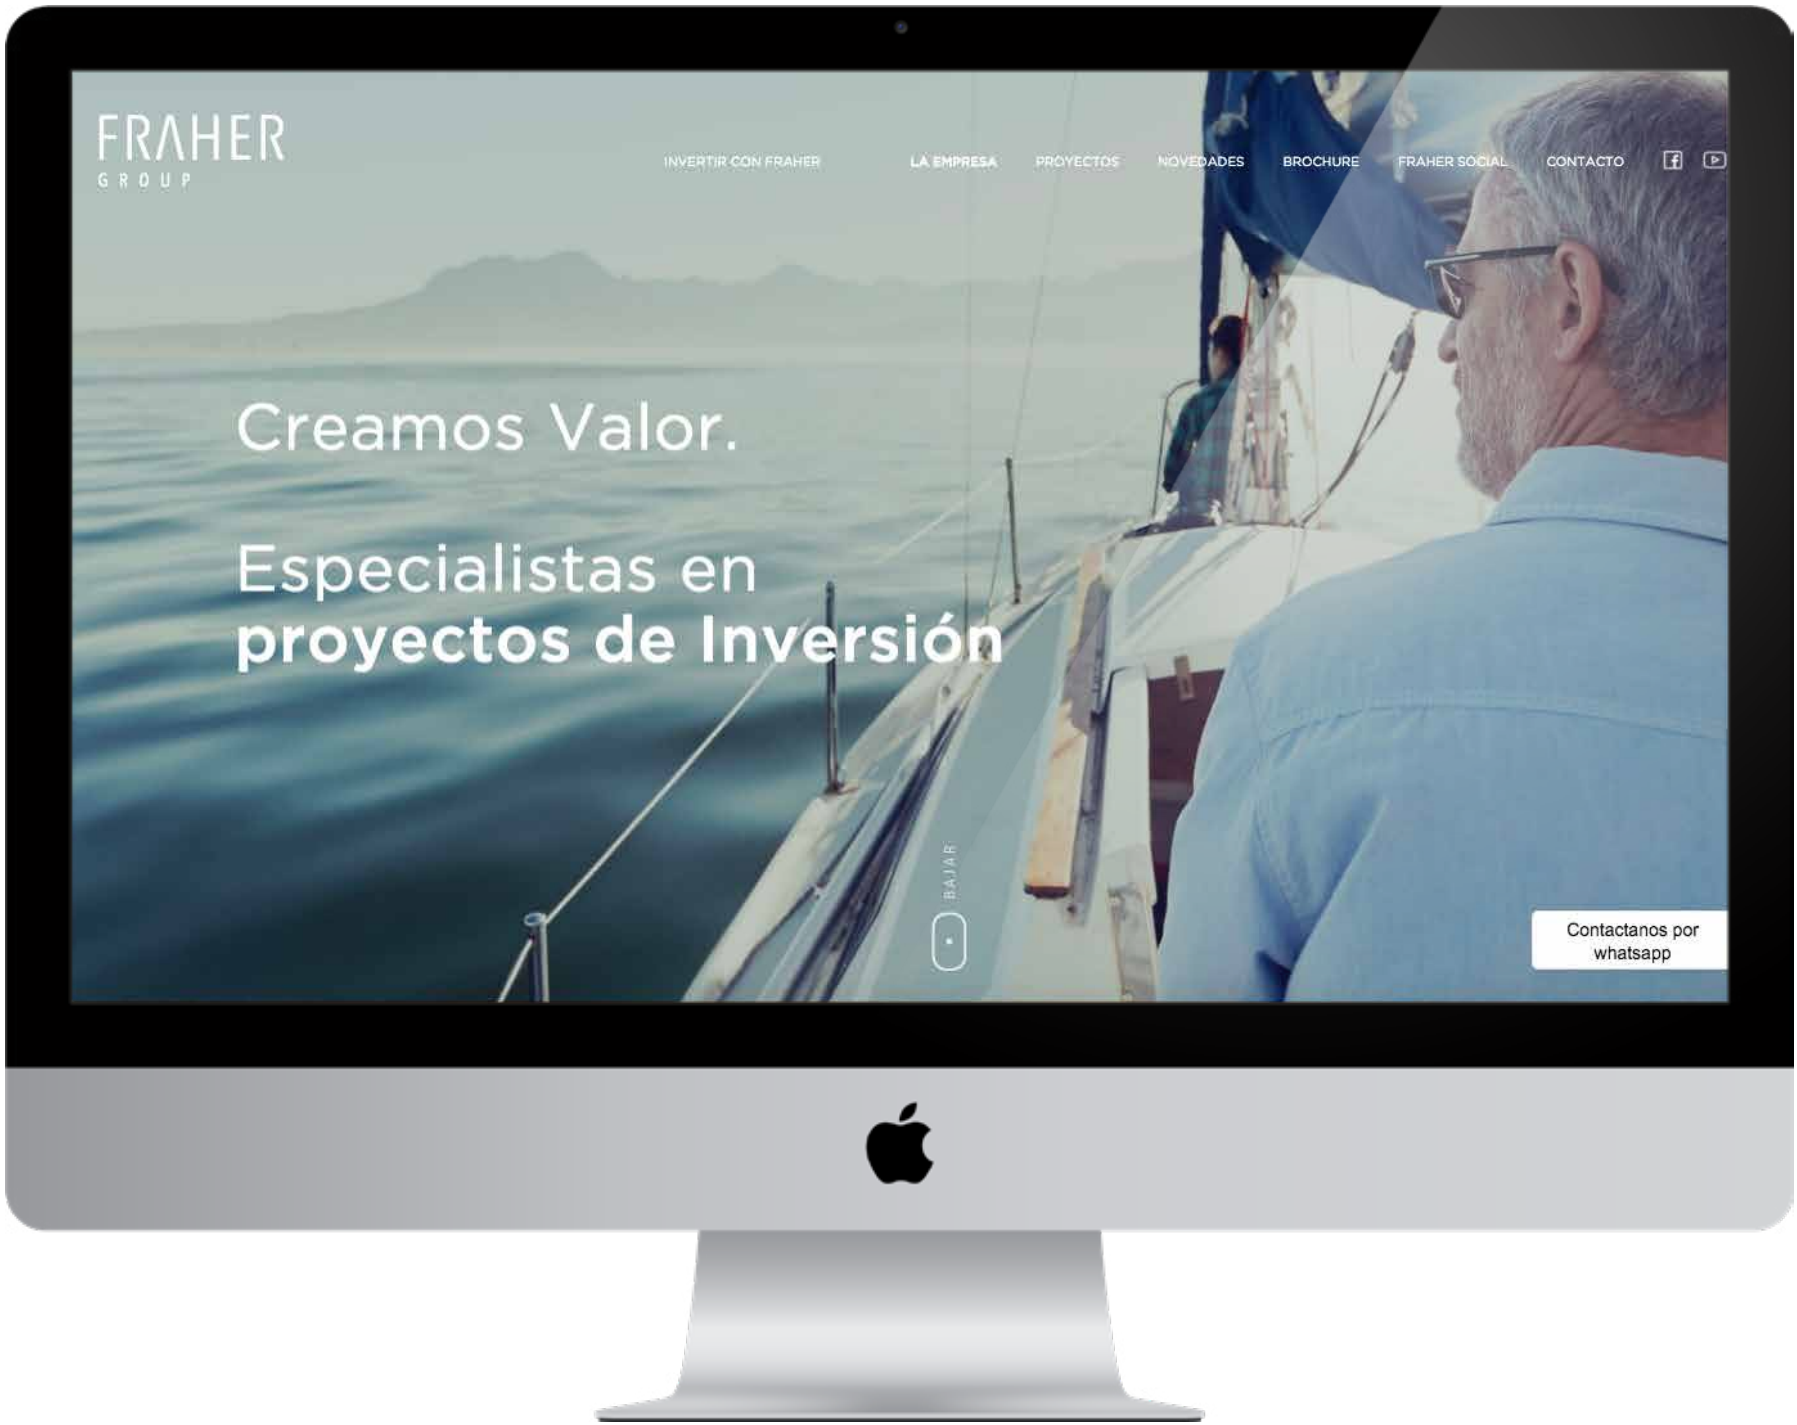 FRAHER
GROUP
INVERTIR CON FRAHER LA EMPRESA PROYECTOS NOVEDADES BROCHURE FRAHER SOCIAL CONTACTO
Creamos Valor.
Especialistas en
proyectos de Inversión
BAJAR
Contactanos por
whatsapp